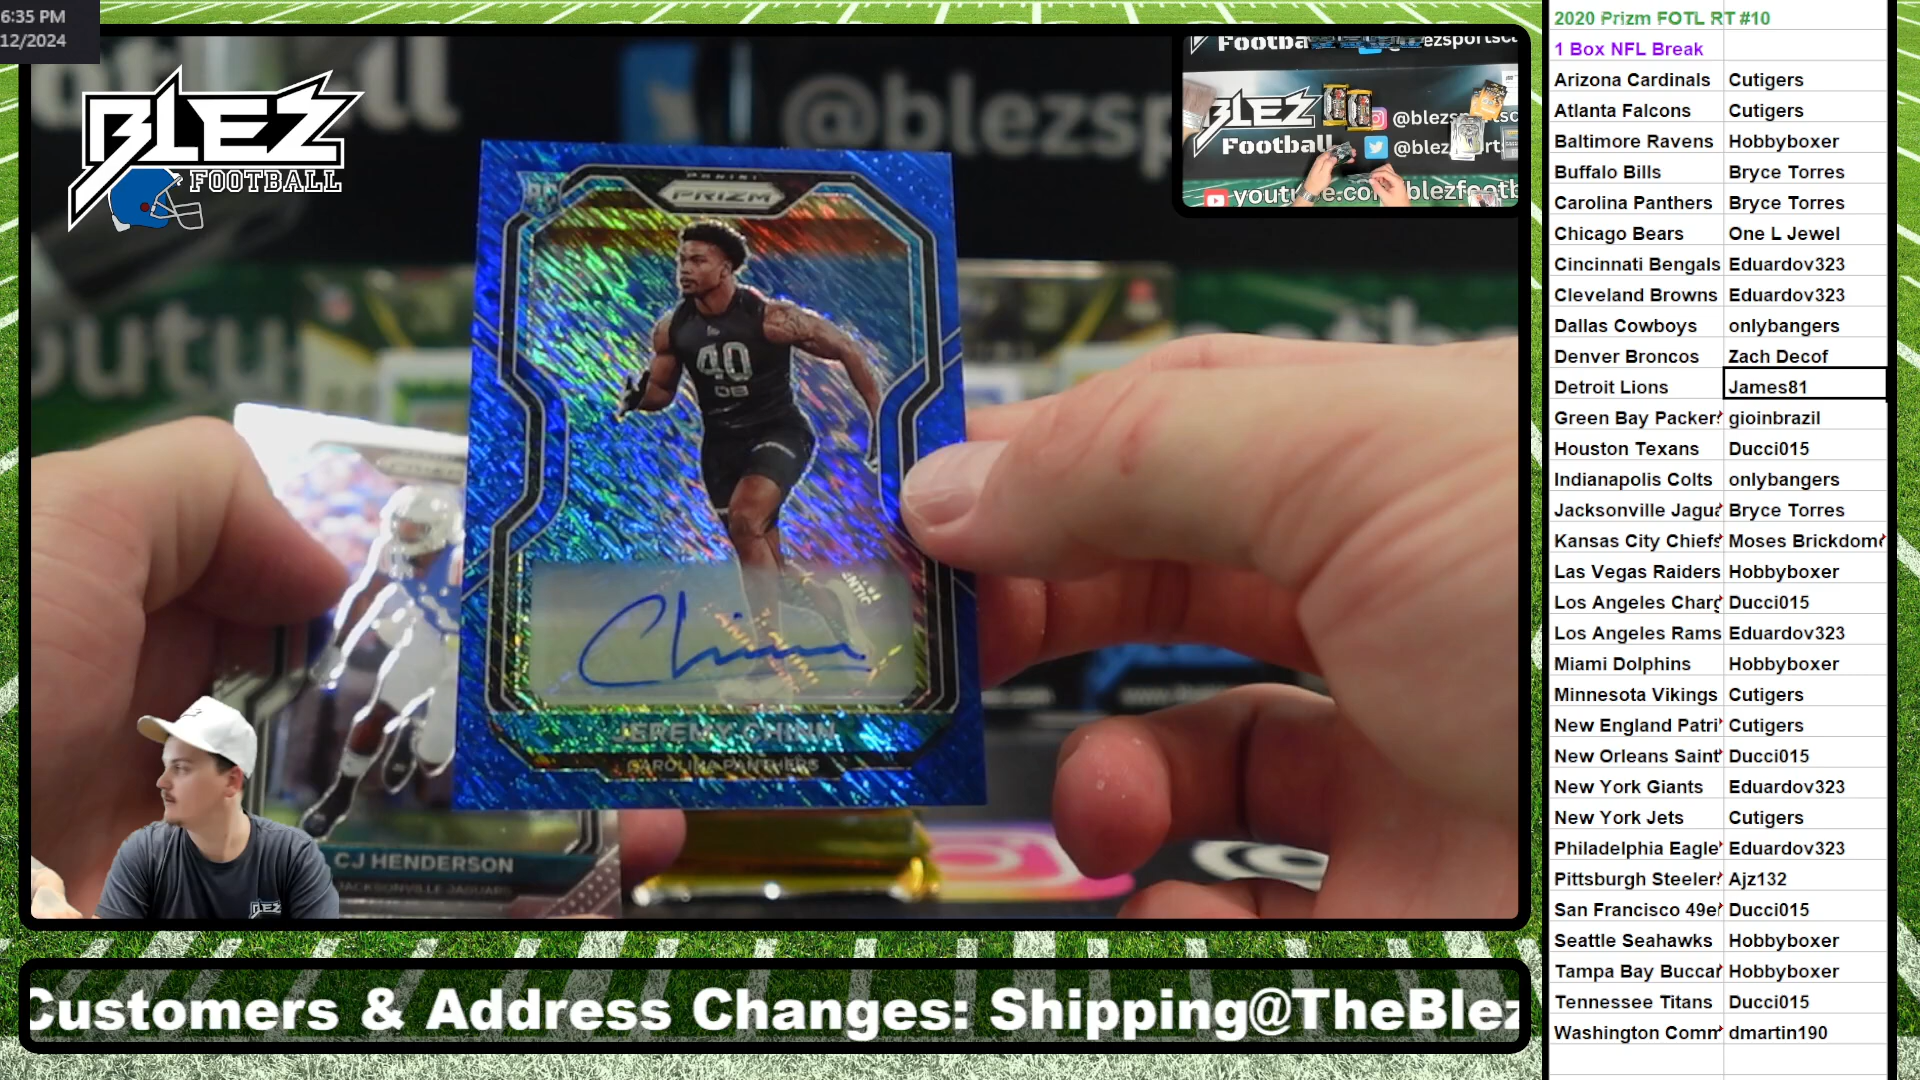 6:35 PM
12/2024
BLEZ
FOOTBALL
@blezsp
PANINI
PRIZM
RC
40
DB
Chinn
JEREMY CHINN
CAROLINA PANTHERS
CJ HENDERSON
JACKSONVILLE JAGUARS
BLEZ
Footba
ezsportsc
BLEZ
Football
@blezs
@blez
youtu
e.co
blezfootb
Customers & Address Changes: Shipping@TheBlez
2020 Prizm FOTL RT #10
1 Box NFL Break
Arizona Cardinals Cutigers
Atlanta Falcons Cutigers
Baltimore Ravens Hobbyboxer
Buffalo Bills Bryce Torres
Carolina Panthers Bryce Torres
Chicago Bears One L Jewel
Cincinnati Bengals Eduardov323
Cleveland Browns Eduardov323
Dallas Cowboys onlybangers
Denver Broncos Zach Decof
Detroit Lions James81
Green Bay Packer gioinbrazil
Houston Texans Ducci015
Indianapolis Colts onlybangers
Jacksonville Jagua Bryce Torres
Kansas City Chiefs Moses Brickdome
Las Vegas Raiders Hobbyboxer
Los Angeles Charg Ducci015
Los Angeles Rams Eduardov323
Miami Dolphins Hobbyboxer
Minnesota Vikings Cutigers
New England Patri Cutigers
New Orleans Saint Ducci015
New York Giants Eduardov323
New York Jets Cutigers
Philadelphia Eagle Eduardov323
Pittsburgh Steeler Ajz132
San Francisco 49er Ducci015
Seattle Seahawks Hobbyboxer
Tampa Bay Buccar Hobbyboxer
Tennessee Titans Ducci015
Washington Comm dmartin190